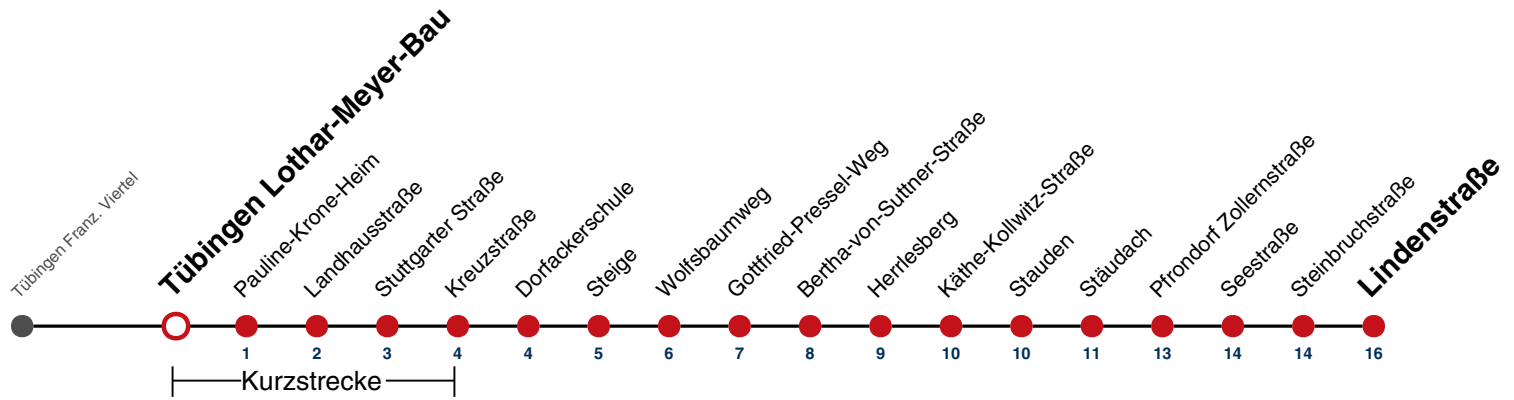 Tübingen Franz. Viertel
Tübingen Lothar-Meyer-Bau
Pauline-Krone-Heim
Landhausstraße
Stuttgarter Straße
Kreuzstraße
Dorfackerschule
Steige
Wolfsbaumweg
Gottfried-Pressel-Weg
Bertha-von-Suttner-Straße
Herrlesberg
Käthe-Kollwitz-Straße
Stauden
Stäudach
Pfrondorf Zollernstraße
Seestraße
Steinbruchstraße
Lindenstraße
1 2 3 4 4 5 6 7 8 9 10 10 11 13 14 14 16
Kurzstrecke